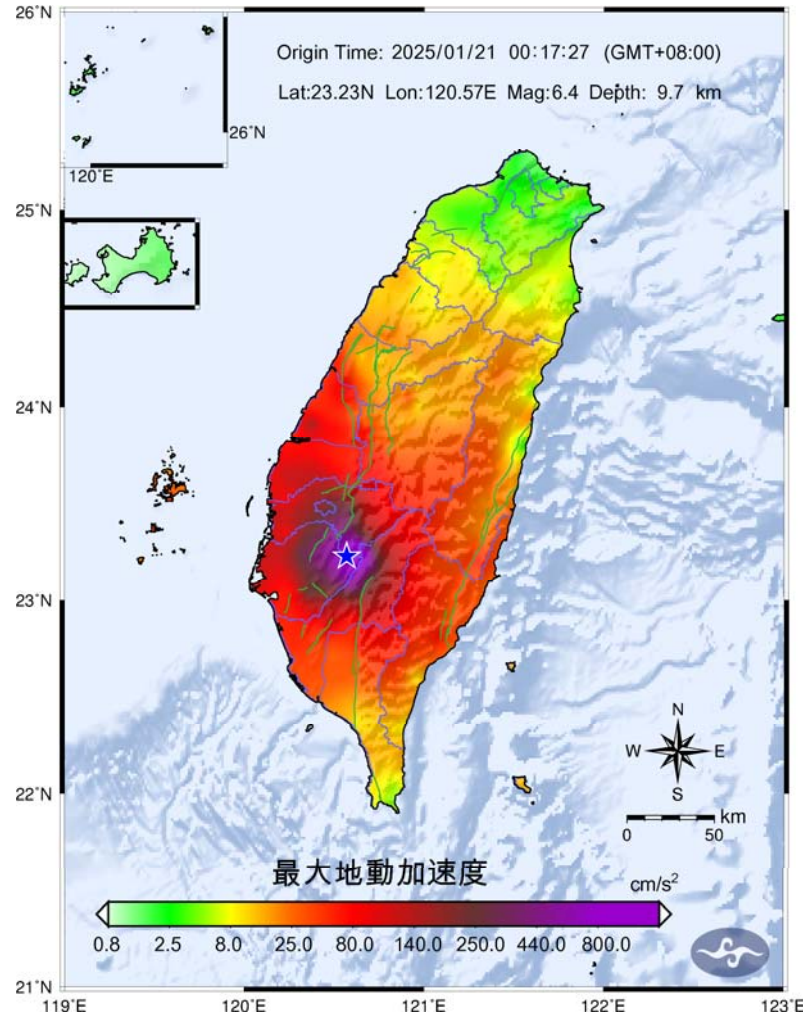 26°N
Origin Time: 2025/01/21 00:17:27 (GMT+08:00)
Lat:23.23N Lon:120.57E Mag:6.4 Depth: 9.7 km
26°N
120°E
25°N
24°N
23°N
22°N
N
W E
S
km
0 50
最大地動加速度
cm/s²
0.8 2.5 8.0 25.0 80.0 140.0 250.0 440.0 800.0
21°N
119°E 120°E 121°E 122°E 123°E